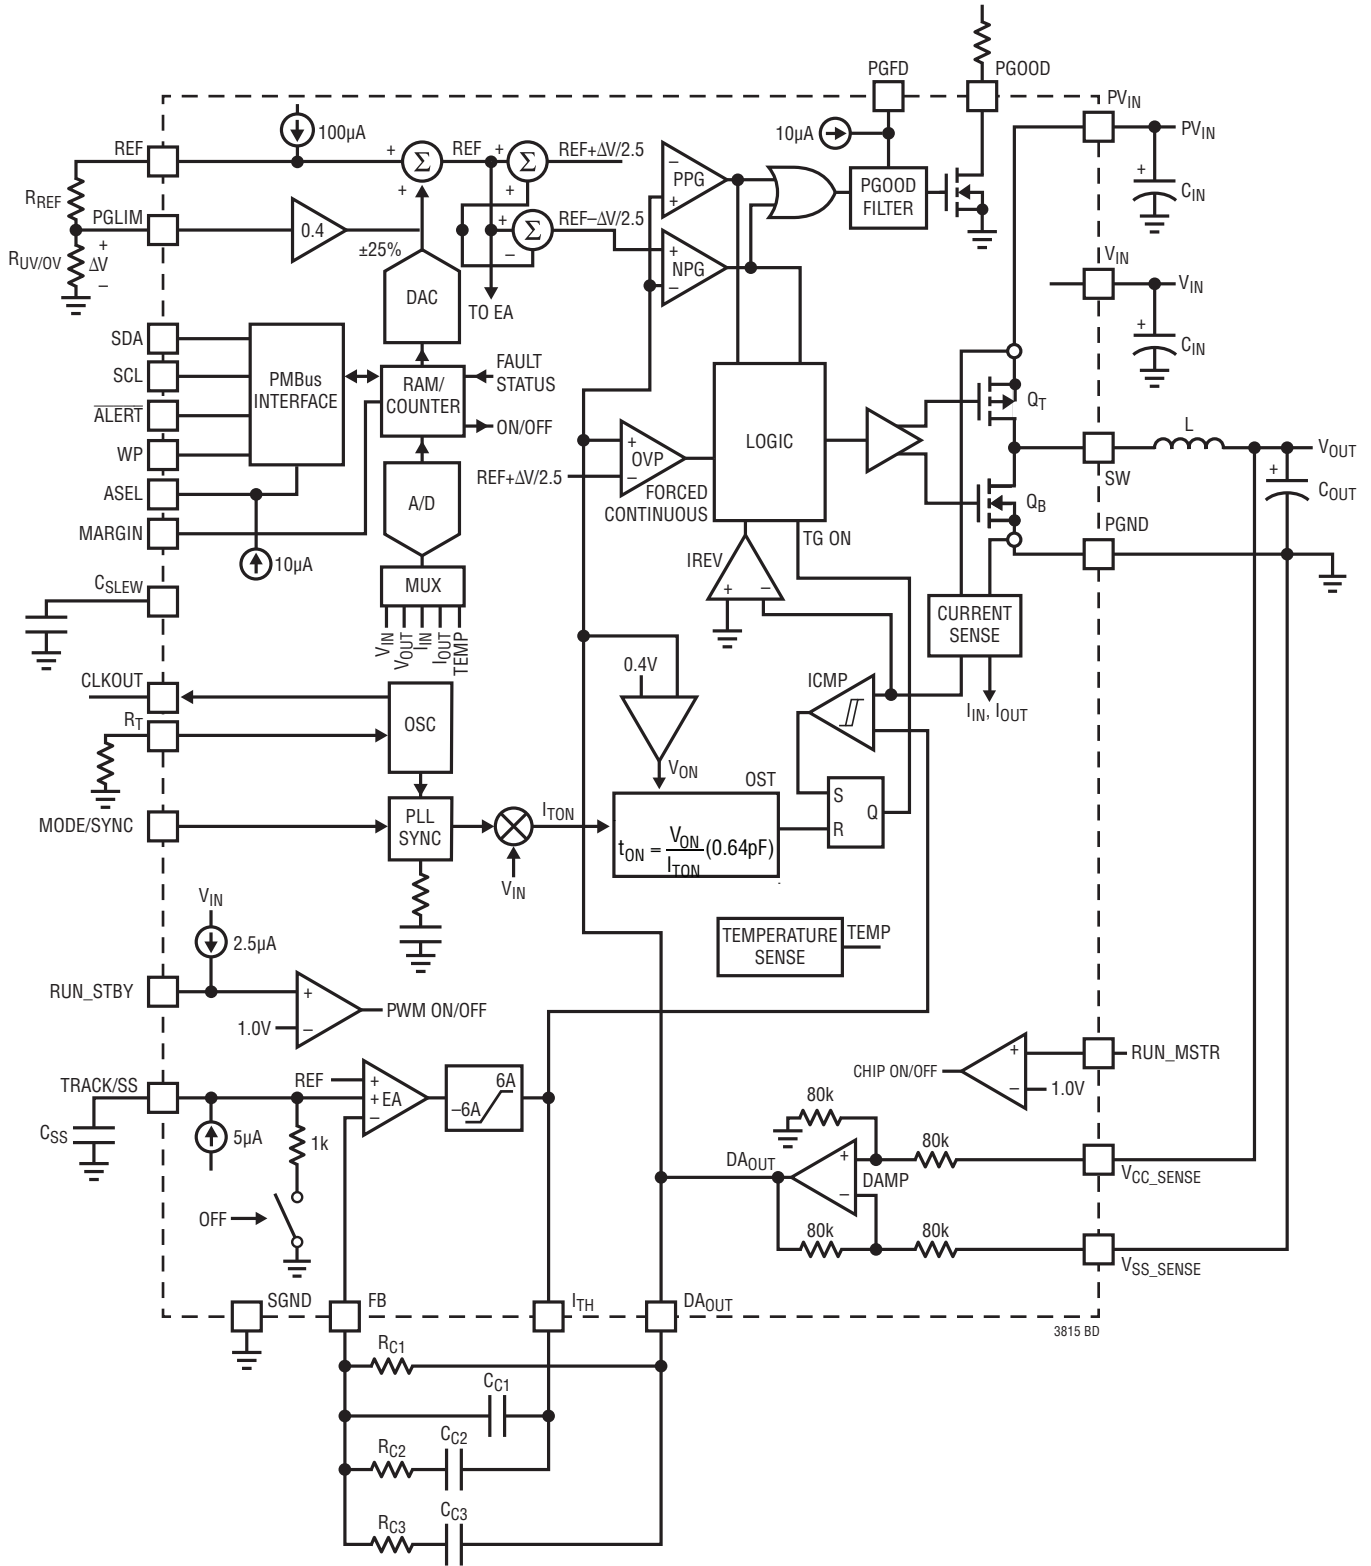 PGFD
PGOOD
PVIN
100µA
10µA
PVIN
REF
+
Σ
REF
+
Σ
REF+∆V/2.5
–
PPG
+
PGOOD
FILTER
+
CIN
RREF
+
+
PGLIM
0.4
+
Σ
REF–∆V/2.5
±25%
–
+
NPG
–
RUV/OV
+
∆V
–
VIN
VIN
DAC
TO EA
+
CIN
SDA
SCL
ALERT
WP
ASEL
MARGIN
PMBus
INTERFACE
RAM/
COUNTER
FAULT
STATUS
ON/OFF
QT
LOGIC
L
VOUT
+
OVP
–
REF+∆V/2.5
FORCED
CONTINUOUS
A/D
SW
+
COUT
QB
PGND
TG ON
10µA
IREV
+
–
MUX
CSLEW
VIN
VOUT
IIN
IOUT
TEMP
CURRENT
SENSE
0.4V
ICMP
IIN, IOUT
CLKOUT
RT
OSC
VON
OST
S
Q
R
MODE/SYNC
PLL
SYNC
ITON
VIN
tON = VON/ITON (0.64pF)
VIN
2.5µA
TEMPERATURE
SENSE
TEMP
RUN_STBY
+
1.0V
–
PWM ON/OFF
RUN_MSTR
+
CHIP ON/OFF
–
1.0V
TRACK/SS
REF
+
+EA
–
6A
–6A
CSS
5µA
1k
80k
80k
DAOUT
+
DAMP
–
VCC_SENSE
OFF
80k
80k
VSS_SENSE
SGND
FB
ITH
DAOUT
3815 BD
RC1
CC1
RC2
CC2
RC3
CC3